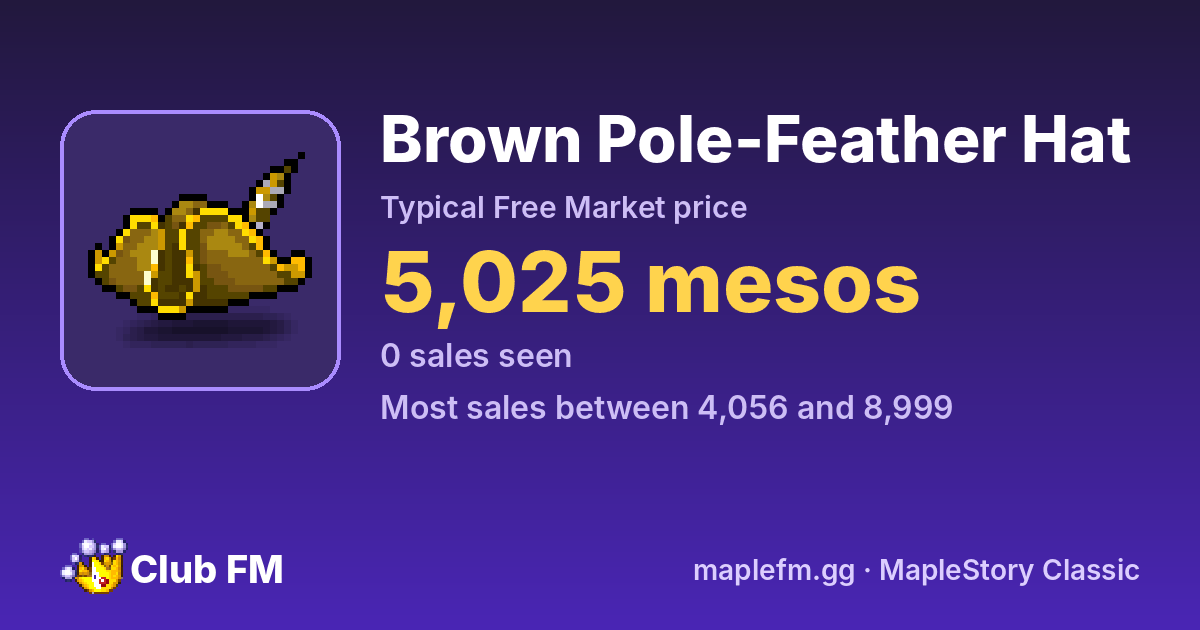 Brown Pole-Feather Hat
Typical Free Market price
5,025 mesos
0 sales seen
Most sales between 4,056 and 8,999
Club FM
maplefm.gg · MapleStory Classic